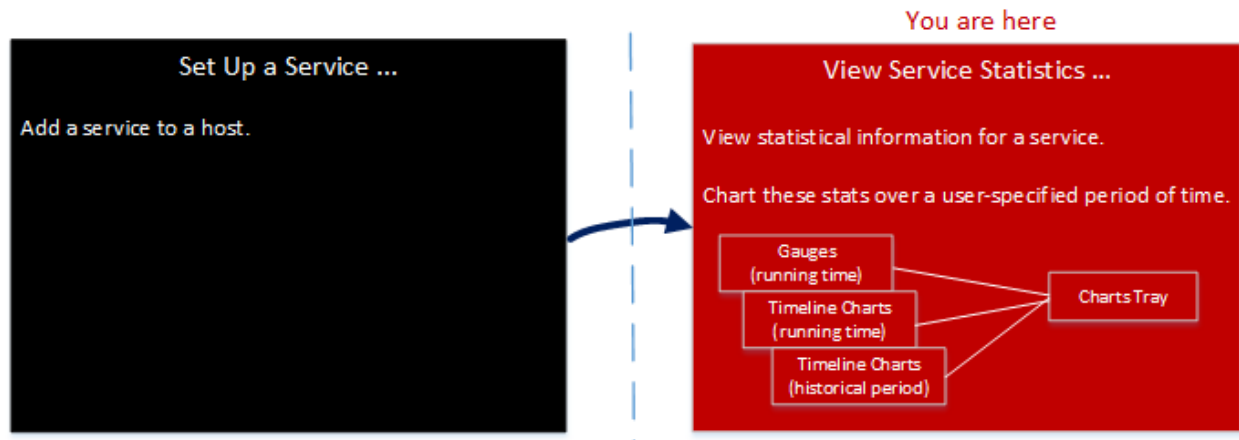 Set Up a Service ...
Add a service to a host.
You are here
View Service Statistics ...
View statistical information for a service.
Chart these stats over a user-specified period of time.
Gauges
(running time)
Timeline Charts
(running time)
Timeline Charts
(historical period)
Charts Tray